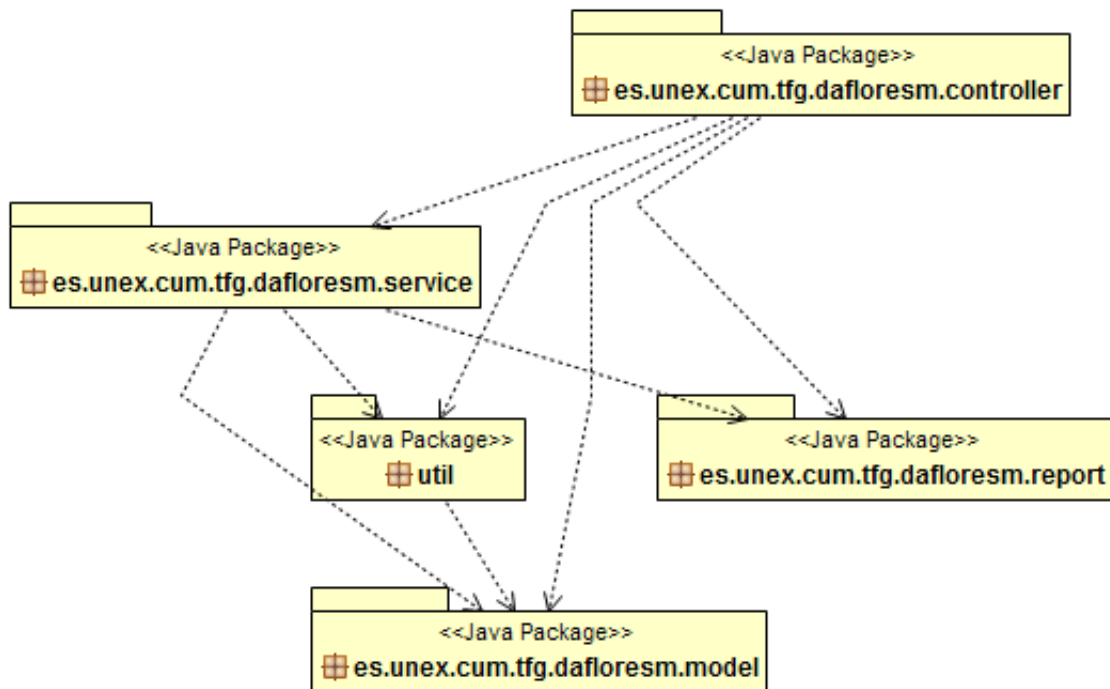 <<Java Package>>
es.unex.cum.tfg.dafloresm.controller
<<Java Package>>
es.unex.cum.tfg.dafloresm.service
<<Java Package>>
util
<<Java Package>>
es.unex.cum.tfg.dafloresm.report
<<Java Package>>
es.unex.cum.tfg.dafloresm.model